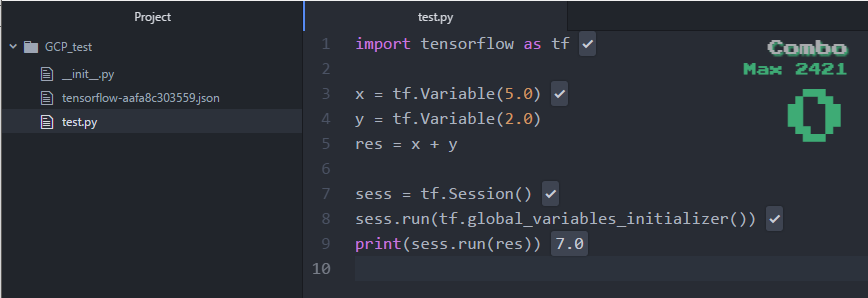 Project
GCP_test
__init__.py
tensorflow-aafa8c303559.json
test.py
test.py
1 import tensorflow as tf
2
3 x = tf.Variable(5.0)
4 y = tf.Variable(2.0)
5 res = x + y
6
7 sess = tf.Session()
8 sess.run(tf.global_variables_initializer())
9 print(sess.run(res)) 7.0
10
Combo
Max 2421
0